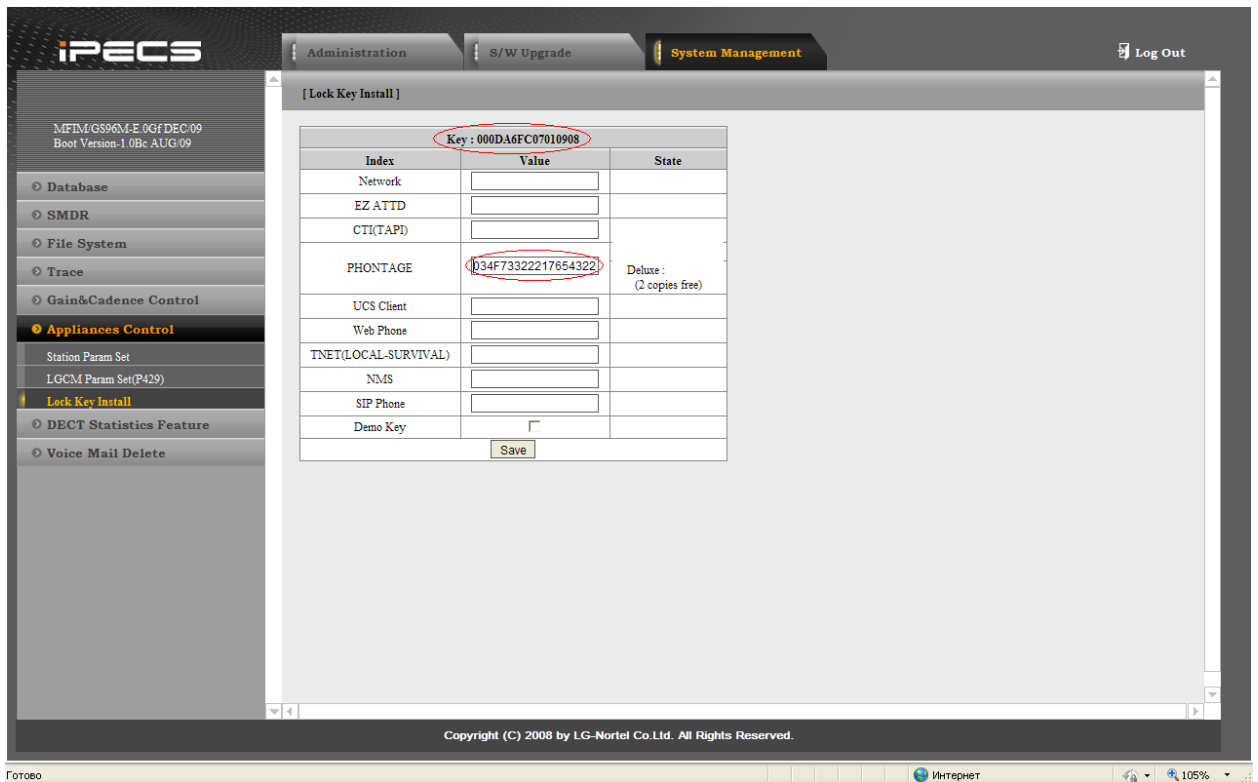 iPECS
Administration
S/W Upgrade
System Management
Log Out
MFIM/GS96M-E.0Gf DEC/09
Boot Version-1.0Bc AUG/09
[ Lock Key Install ]
Key : 000DA6FC07010908
Index Value State
Network
EZ ATTD
CTI(TAPI)
PHONTAGE 034F73322217654322 Deluxe :
(2 copies free)
UCS Client
Web Phone
TNET(LOCAL-SURVIVAL)
NMS
SIP Phone
Demo Key
Save
Database
SMDR
File System
Trace
Gain&Cadence Control
Appliances Control
Station Param Set
LGCM Param Set(P429)
Lock Key Install
DECT Statistics Feature
Voice Mail Delete
Copyright (C) 2008 by LG-Nortel Co.Ltd. All Rights Reserved.
Готово Интернет 105%